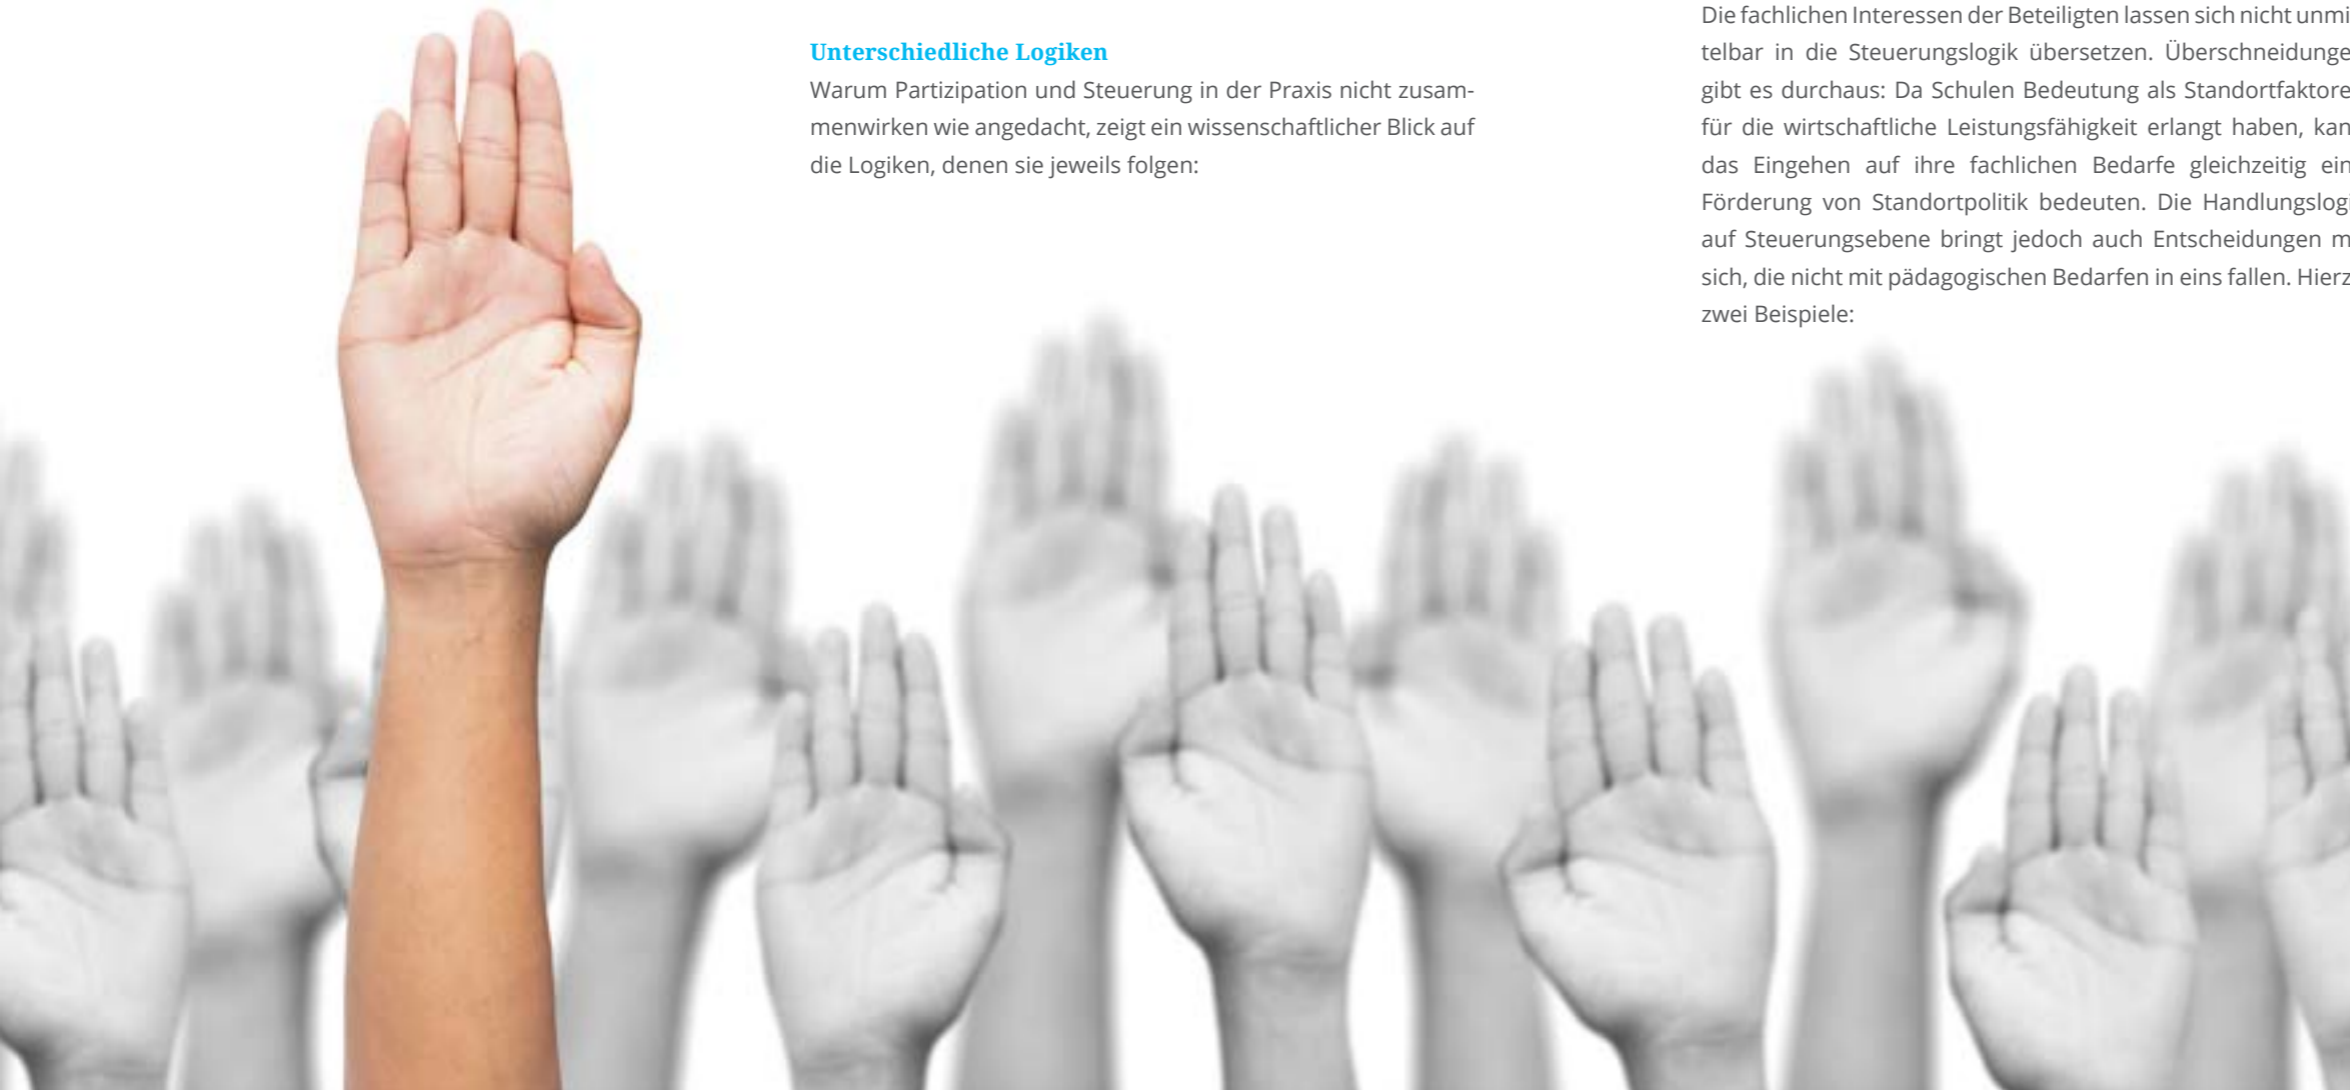 Unterschiedliche Logiken
Warum Partizipation und Steuerung in der Praxis nicht zusam-
menwirken wie angedacht, zeigt ein wissenschaftlicher Blick auf
die Logiken, denen sie jeweils folgen:
Die fachlichen Interessen der Beteiligten lassen sich nicht unmi
telbar in die Steuerungslogik übersetzen. Überschneidunge
gibt es durchaus: Da Schulen Bedeutung als Standortfaktore
für die wirtschaftliche Leistungsfähigkeit erlangt haben, kan
das Eingehen auf ihre fachlichen Bedarfe gleichzeitig ein
Förderung von Standortpolitik bedeuten. Die Handlungslogi
auf Steuerungsebene bringt jedoch auch Entscheidungen m
sich, die nicht mit pädagogischen Bedarfen in eins fallen. Hierz
zwei Beispiele: